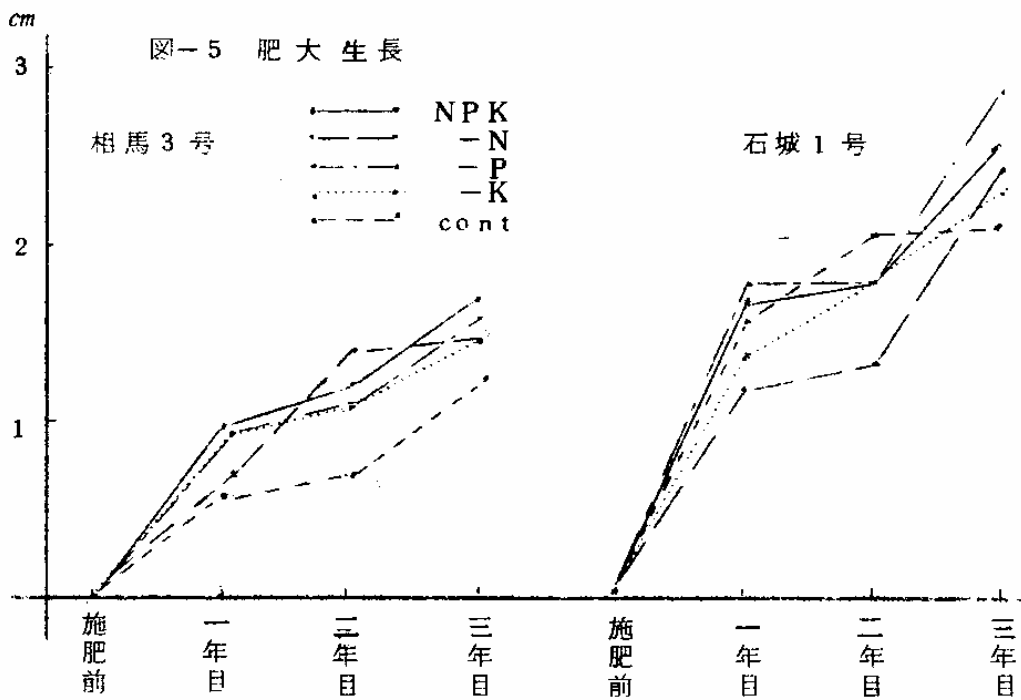 cm
図-5 肥大生長
3
2
1
相馬3号
石城1号
NPK
-N
-P
-K
cont
施肥前
一年目
二年目
三年目
施肥前
一年目
二年目
三年目